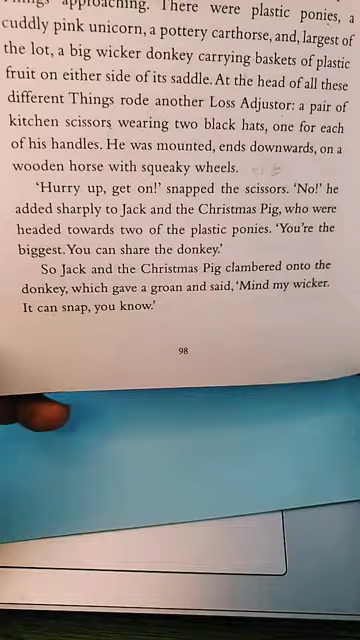 Things approaching. There were plastic ponies, a
cuddly pink unicorn, a pottery carthorse, and, largest of
the lot, a big wicker donkey carrying baskets of plastic
fruit on either side of its saddle. At the head of all these
different Things rode another Loss Adjustor: a pair of
kitchen scissors wearing two black hats, one for each
of his handles. He was mounted, ends downwards, on a
wooden horse with squeaky wheels.
‘Hurry up, get on!’ snapped the scissors. ‘No!’ he
added sharply to Jack and the Christmas Pig, who were
headed towards two of the plastic ponies. ‘You’re the
biggest. You can share the donkey.’
So Jack and the Christmas Pig clambered onto the
donkey, which gave a groan and said, ‘Mind my wicker.
It can snap, you know.’
98